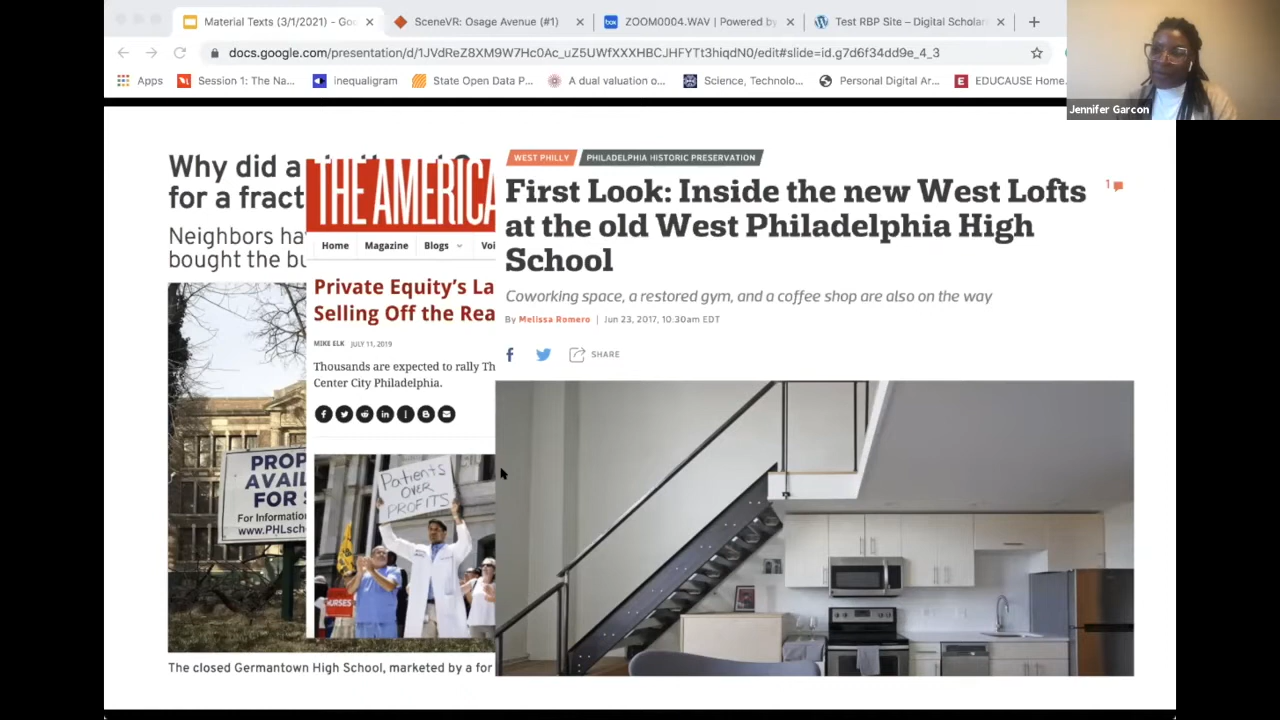 Material Texts (3/1/2021) - Goo
SceneVR: Osage Avenue (#1)
ZOOM0004.WAV | Powered by
Test RBP Site – Digital Scholar
docs.google.com/presentation/d/1JVdReZ8XM9W7Hc0Ac_uZ5UWfXXXHBCJHFYTt3hiqdN0/edit#slide=id.g7d6f34dd9e_4_3
Apps
Session 1: The Na...
inequaligram
State Open Data P...
A dual valuation o...
Science, Technolo...
Personal Digital Ar...
EDUCAUSE Home.
Jennifer Garcon
Why did a
for a fract
Neighbors ha
bought the bu
PROP
AVAIL
FOR S
For Informatio
www.PHLsch
The closed Germantown High School, marketed by a for
THE AMERICA
Home
Magazine
Blogs
Voi
Private Equity's La
Selling Off the Rea
MIKE ELK JULY 11, 2019
Thousands are expected to rally Th
Center City Philadelphia.
Patients
OVER
PROFITS
NURSES
WEST PHILLY
PHILADELPHIA HISTORIC PRESERVATION
First Look: Inside the new West Lofts
at the old West Philadelphia High
School
1
Coworking space, a restored gym, and a coffee shop are also on the way
By Melissa Romero | Jun 23, 2017, 10:30am EDT
SHARE